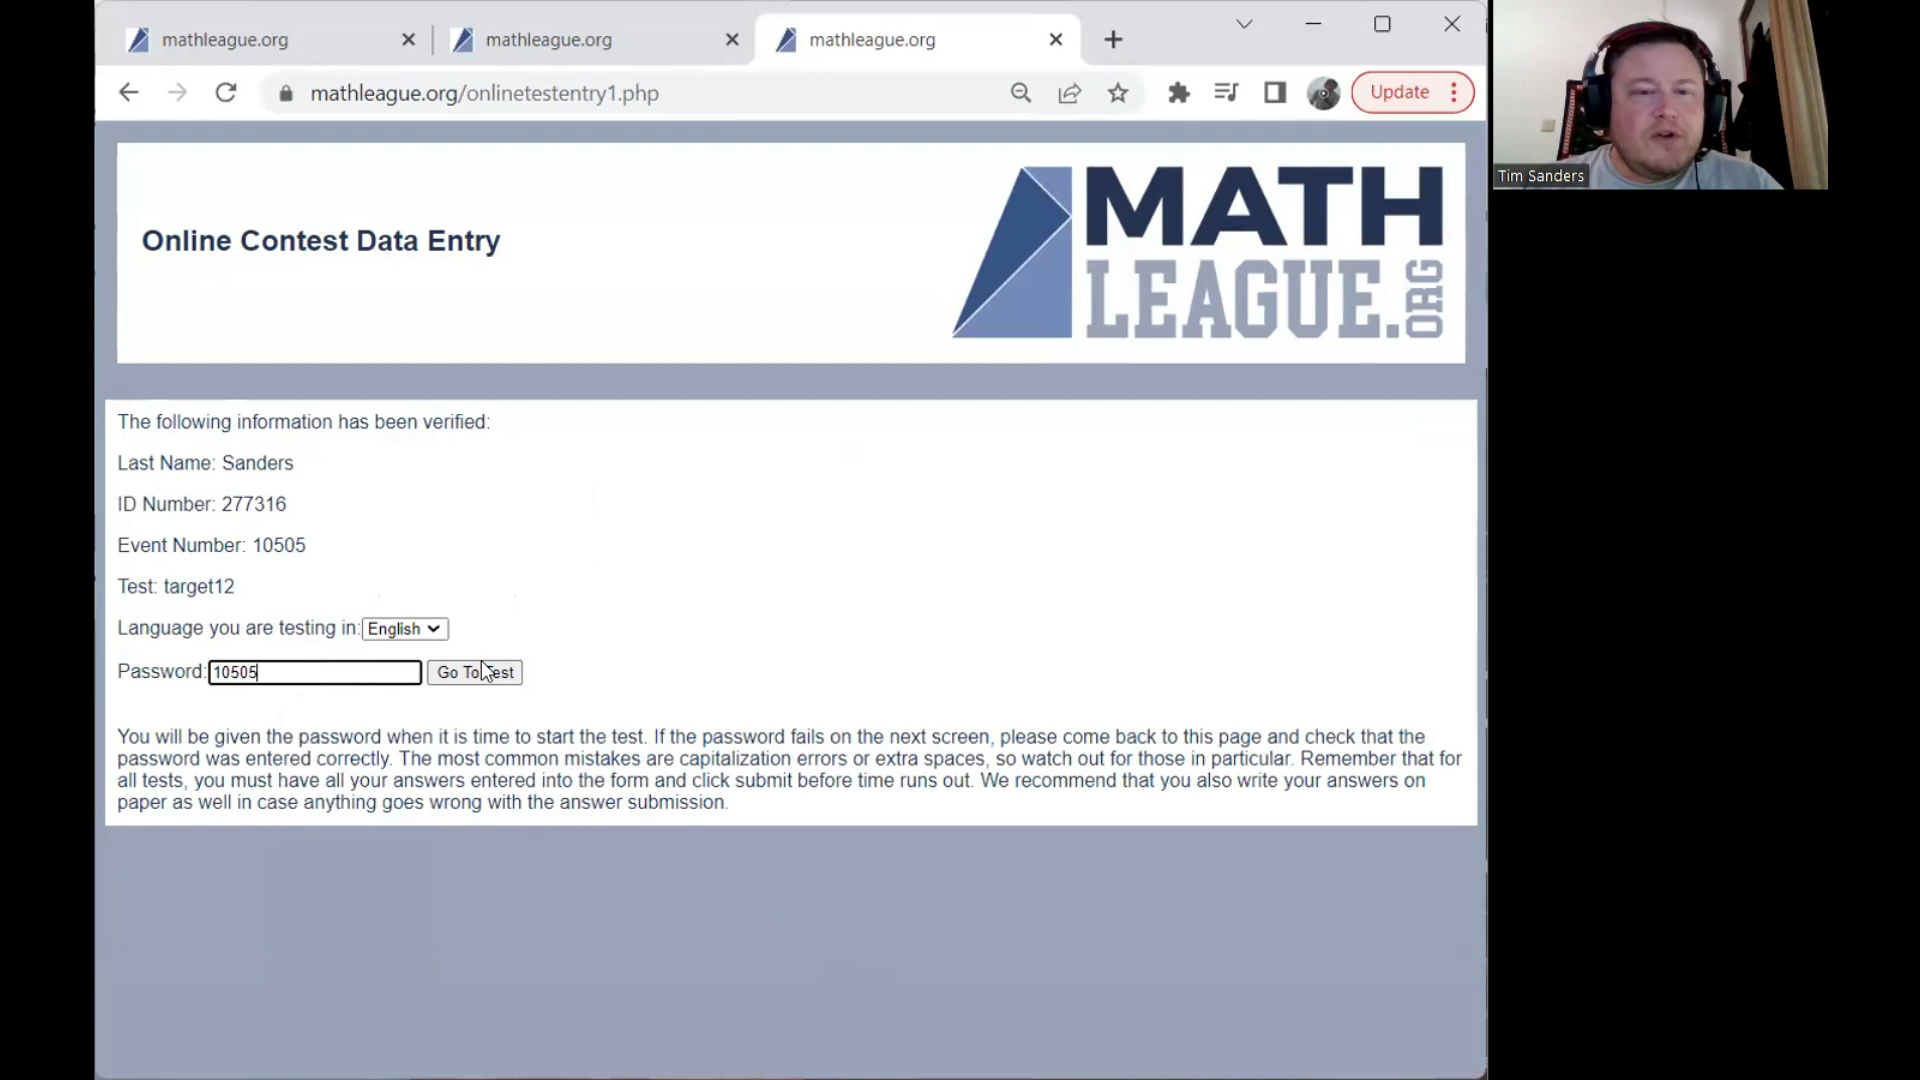 mathleague.org
mathleague.org
mathleague.org
mathleague.org/onlinetestentry1.php
Update
Tim Sanders
Online Contest Data Entry
MATH
LEAGUE.ORG
The following information has been verified:
Last Name: Sanders
ID Number: 277316
Event Number: 10505
Test: target12
Language you are testing in: English
Password: 10505 Go To Test
You will be given the password when it is time to start the test. If the password fails on the next screen, please come back to this page and check that the
password was entered correctly. The most common mistakes are capitalization errors or extra spaces, so watch out for those in particular. Remember that for
all tests, you must have all your answers entered into the form and click submit before time runs out. We recommend that you also write your answers on
paper as well in case anything goes wrong with the answer submission.